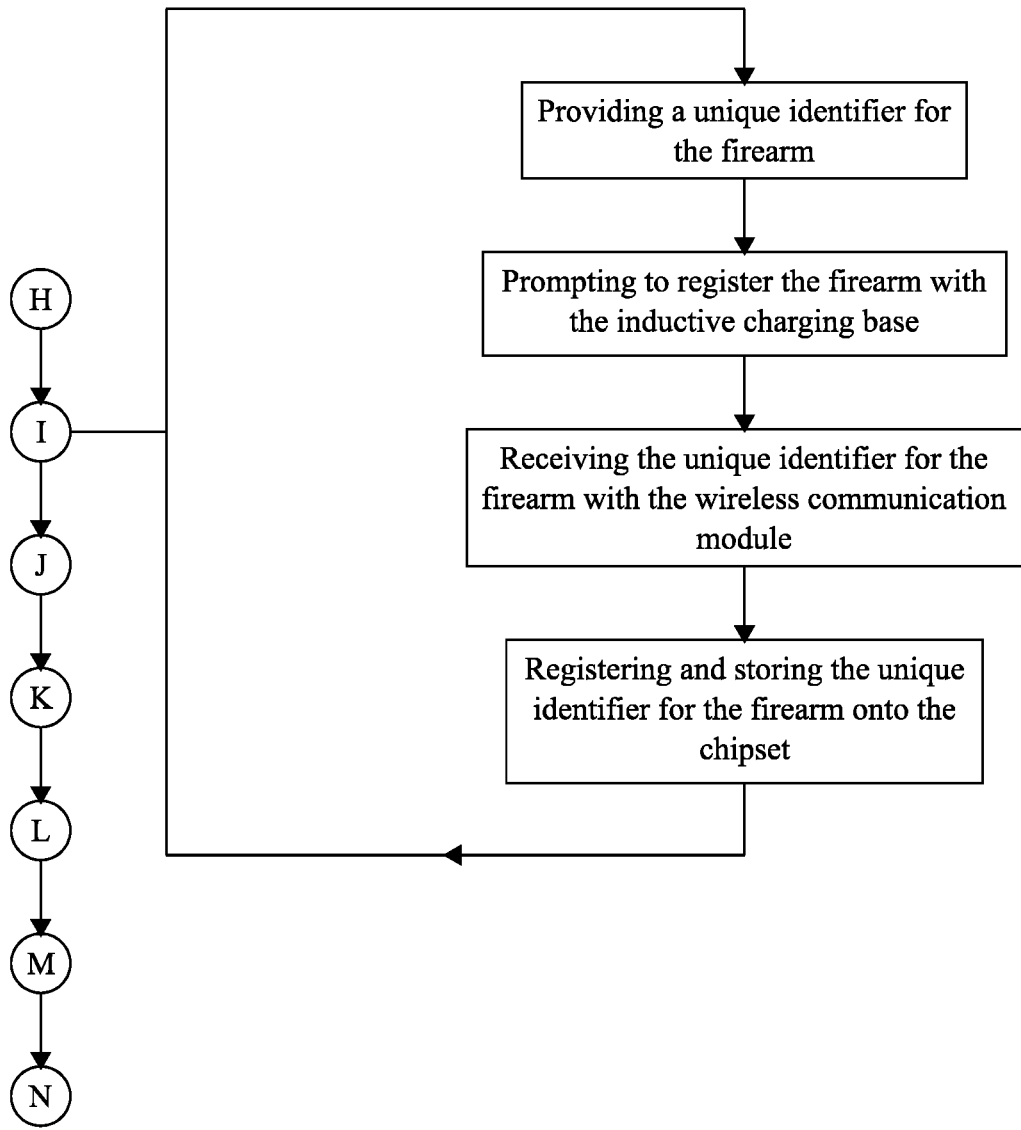 Providing a unique identifier for
the firearm
Prompting to register the firearm with
the inductive charging base
Receiving the unique identifier for the
firearm with the wireless communication
module
Registering and storing the unique
identifier for the firearm onto the
chipset
H
I
J
K
L
M
N